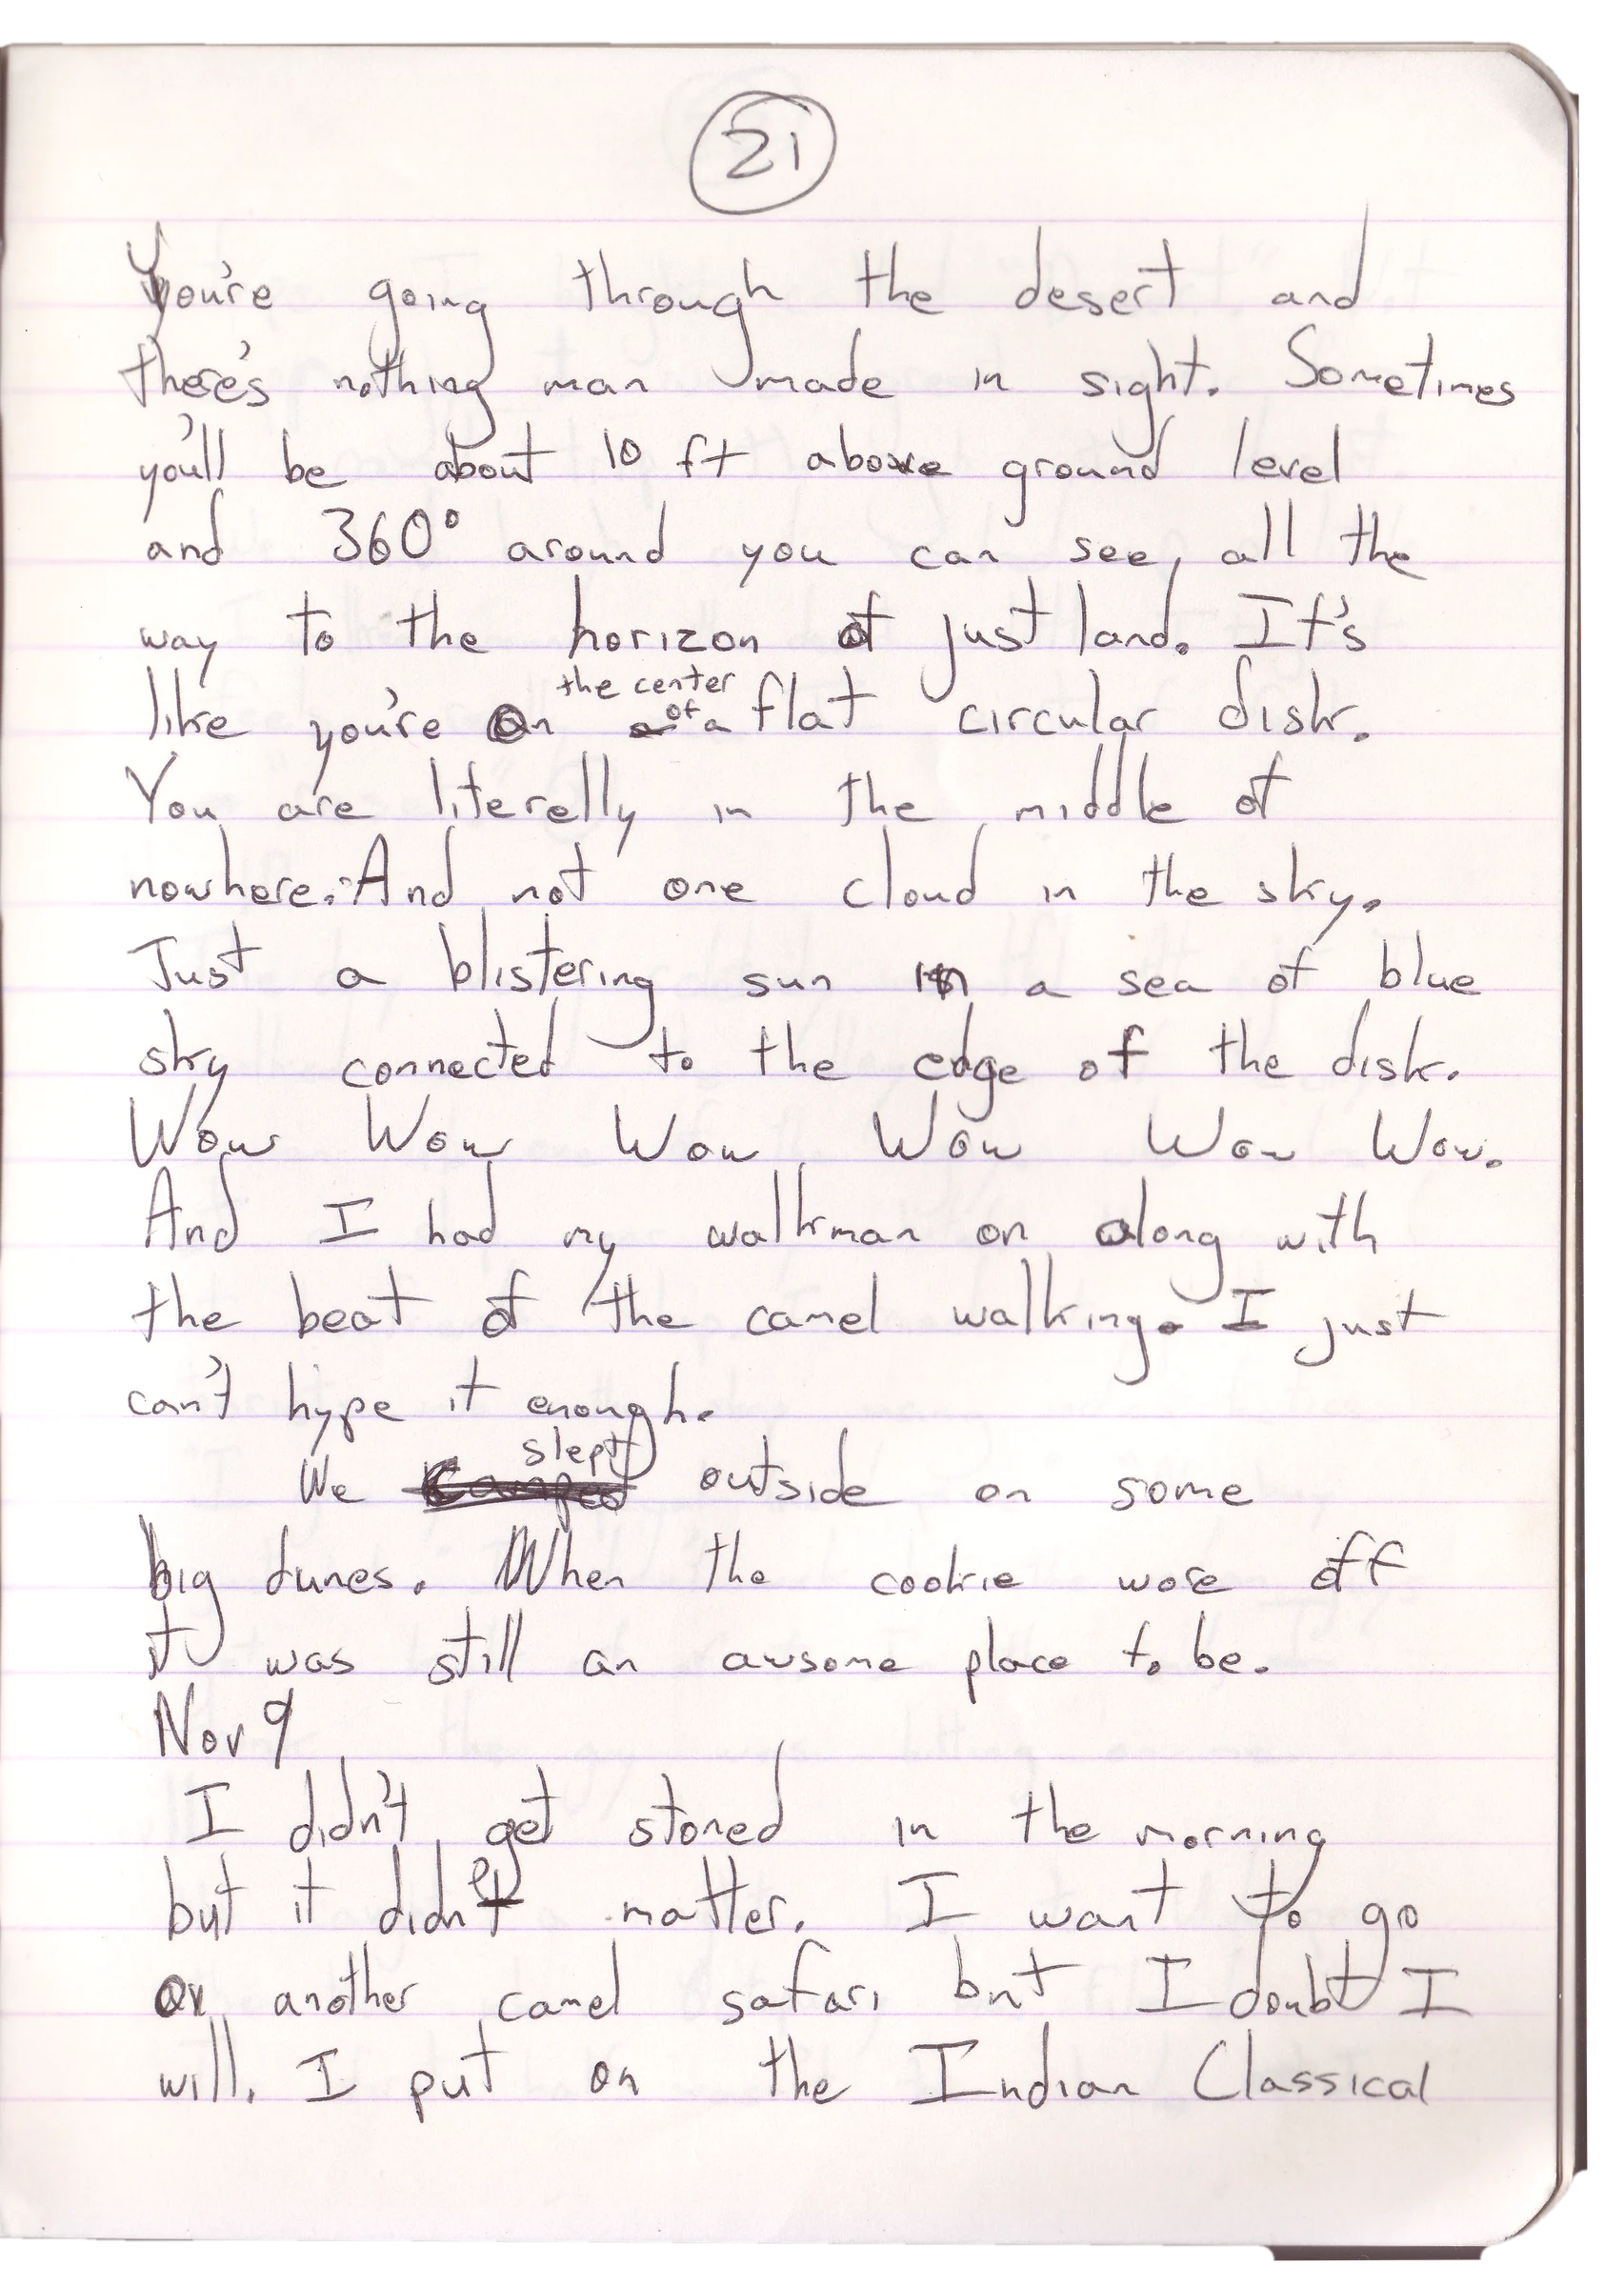 21
You're going through the desert and
there's nothing man made in sight. Sometimes
you'll be about 10 ft above ground level
and 360° around you can see, all the
way to the horizon of just land. It's
the center
like you're on of a flat circular disk.
You are literelly in the middle of
nowhere. And not one cloud in the sky.
Just a blistering sun in a sea of blue
sky connected to the edge of the disk.
Wow Wow Wow Wow Wow Wow.
And I had my walkman on along with
the beat of the camel walking. I just
can't hype it enough.
slept
We outside on some
big dunes. When the cookie wore off
it was still an awsome place to be.
Nov 9
I didn't get stoned in the morning
but it didn't matter. I want to go
on another camel safari but I doubt I
will. I put on the Indian Classical